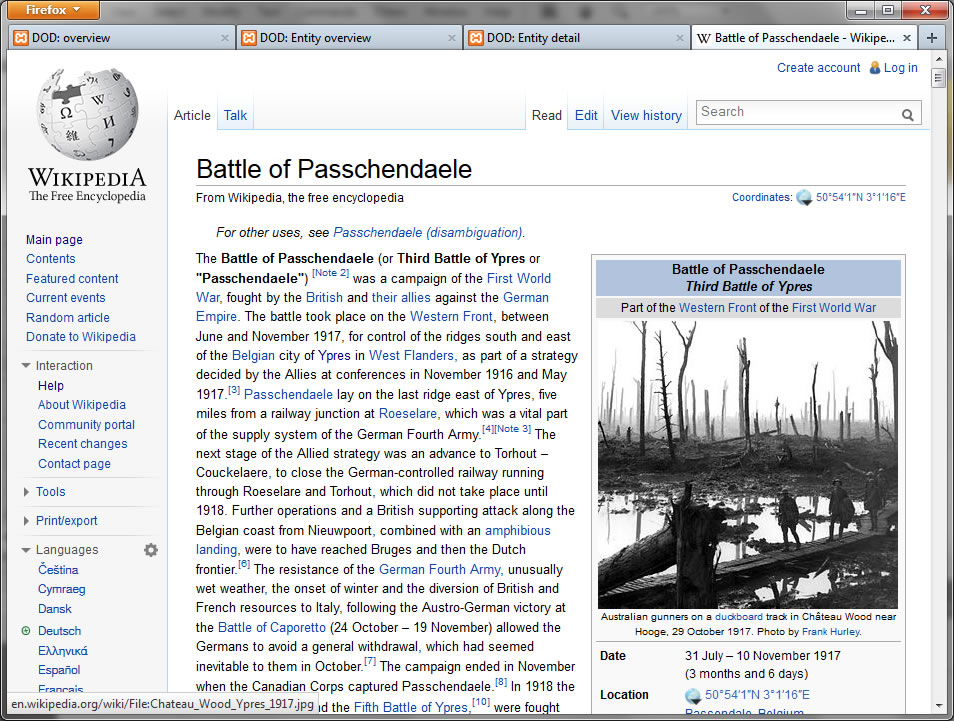 Firefox
DOD: overview
DOD: Entity overview
DOD: Entity detail
Battle of Passchendaele - Wikipe...
Create account
Log in
Article
Talk
Read
Edit
View history
Search
WIKIPEDIA
The Free Encyclopedia
Main page
Contents
Featured content
Current events
Random article
Donate to Wikipedia
Interaction
Help
About Wikipedia
Community portal
Recent changes
Contact page
Tools
Print/export
Languages
Čeština
Cymraeg
Dansk
Deutsch
Ελληνικά
Español
Français
Battle of Passchendaele
From Wikipedia, the free encyclopedia
Coordinates: 50°54′1″N 3°1′16″E
For other uses, see Passchendaele (disambiguation).
The Battle of Passchendaele (or Third Battle of Ypres or
"Passchendaele") [Note 2] was a campaign of the First World
War, fought by the British and their allies against the German
Empire. The battle took place on the Western Front, between
June and November 1917, for control of the ridges south and east
of the Belgian city of Ypres in West Flanders, as part of a strategy
decided by the Allies at conferences in November 1916 and May
1917.[3] Passchendaele lay on the last ridge east of Ypres, five
miles from a railway junction at Roeselare, which was a vital part
of the supply system of the German Fourth Army.[4][Note 3] The
next stage of the Allied strategy was an advance to Torhout –
Couckelaere, to close the German-controlled railway running
through Roeselare and Torhout, which did not take place until
1918. Further operations and a British supporting attack along the
Belgian coast from Nieuwpoort, combined with an amphibious
landing, were to have reached Bruges and then the Dutch
frontier.[6] The resistance of the German Fourth Army, unusually
wet weather, the onset of winter and the diversion of British and
French resources to Italy, following the Austro-German victory at
the Battle of Caporetto (24 October – 19 November) allowed the
Germans to avoid a general withdrawal, which had seemed
inevitable to them in October.[7] The campaign ended in November
when the Canadian Corps captured Passchendaele.[8] In 1918 the
d the Fifth Battle of Ypres,[10] were fought
Battle of Passchendaele
Third Battle of Ypres
Part of the Western Front of the First World War
Australian gunners on a duckboard track in Château Wood near
Hooge, 29 October 1917. Photo by Frank Hurley.
Date 31 July – 10 November 1917
(3 months and 6 days)
Location 50°54′1″N 3°1′16″E
Passendale, Belgium
en.wikipedia.org/wiki/File:Chateau_Wood_Ypres_1917.jpg